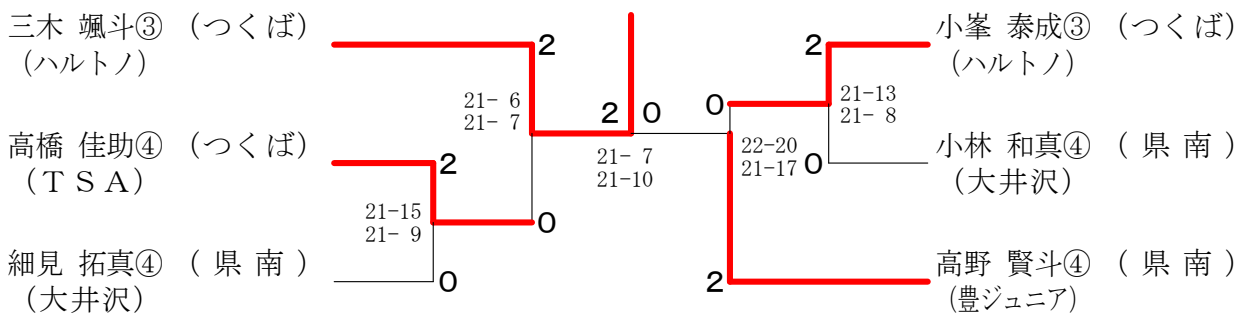 三木 颯斗③ (つくば)
(ハルトノ)
2
21- 6
21- 7
高橋 佳助④ (つくば)
(TSA)
2
21-15
21- 9
0
細見 拓真④ (県南)
(大井沢)
0
2 0
21- 7
21-10
小峯 泰成③ (つくば)
(ハルトノ)
2
0
21-13
21- 8
小林 和真④ (県南)
(大井沢)
0
22-20
21-17
高野 賢斗④ (県南)
(豊ジュニア)
2